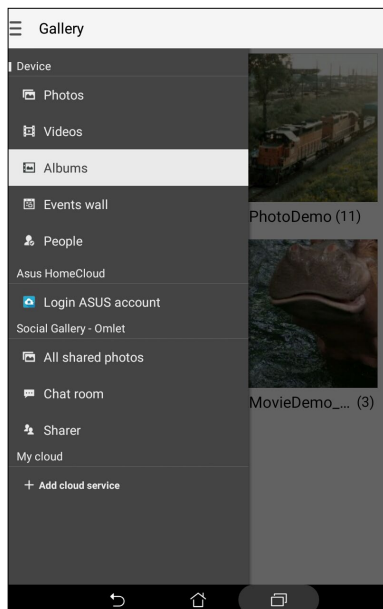 Gallery
Device
Photos
Videos
Albums
Events wall
People
Asus HomeCloud
Login ASUS account
Social Gallery - Omlet
All shared photos
Chat room
Sharer
My cloud
+ Add cloud service
PhotoDemo (11)
MovieDemo_... (3)